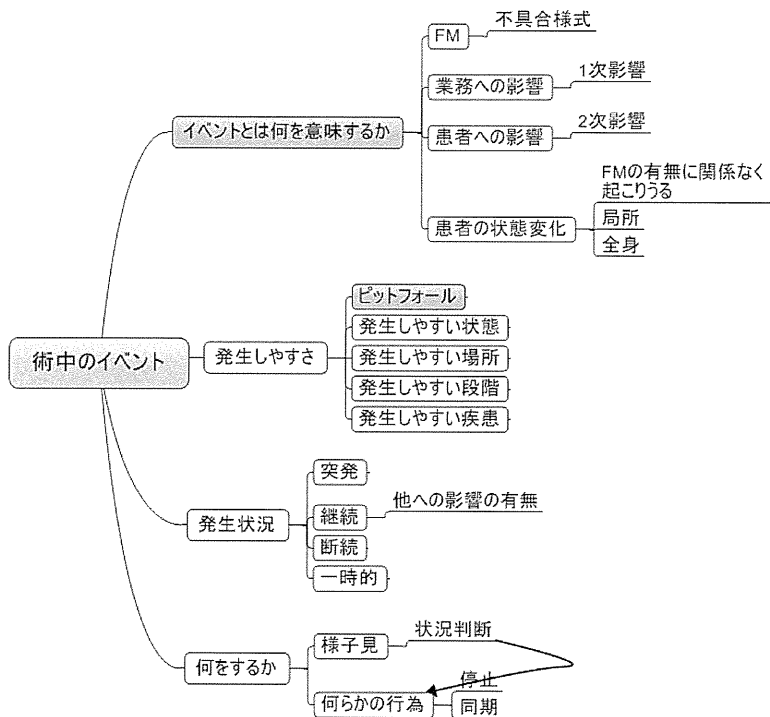 術中のイベント
イベントとは何を意味するか
FM
不具合様式
業務への影響
1次影響
患者への影響
2次影響
患者の状態変化
FMの有無に関係なく
起こりうる
局所
全身
発生しやすさ
ピットフォール
発生しやすい状態
発生しやすい場所
発生しやすい段階
発生しやすい疾患
発生状況
突発
継続
他への影響の有無
断続
一時的
何をするか
様子見
状況判断
何らかの行為
停止
同期